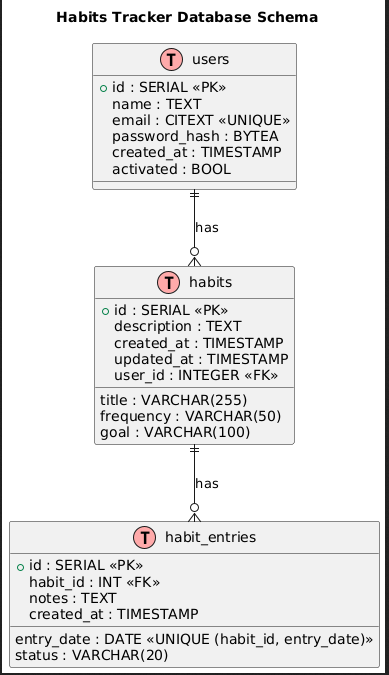 Habits Tracker Database Schema
T users
id : SERIAL «PK»
name : TEXT
email : CITEXT «UNIQUE»
password_hash : BYTEA
created_at : TIMESTAMP
activated : BOOL
has
T habits
id : SERIAL «PK»
description : TEXT
created_at : TIMESTAMP
updated_at : TIMESTAMP
user_id : INTEGER «FK»
title : VARCHAR(255)
frequency : VARCHAR(50)
goal : VARCHAR(100)
has
T habit_entries
id : SERIAL «PK»
habit_id : INT «FK»
notes : TEXT
created_at : TIMESTAMP
entry_date : DATE «UNIQUE (habit_id, entry_date)»
status : VARCHAR(20)